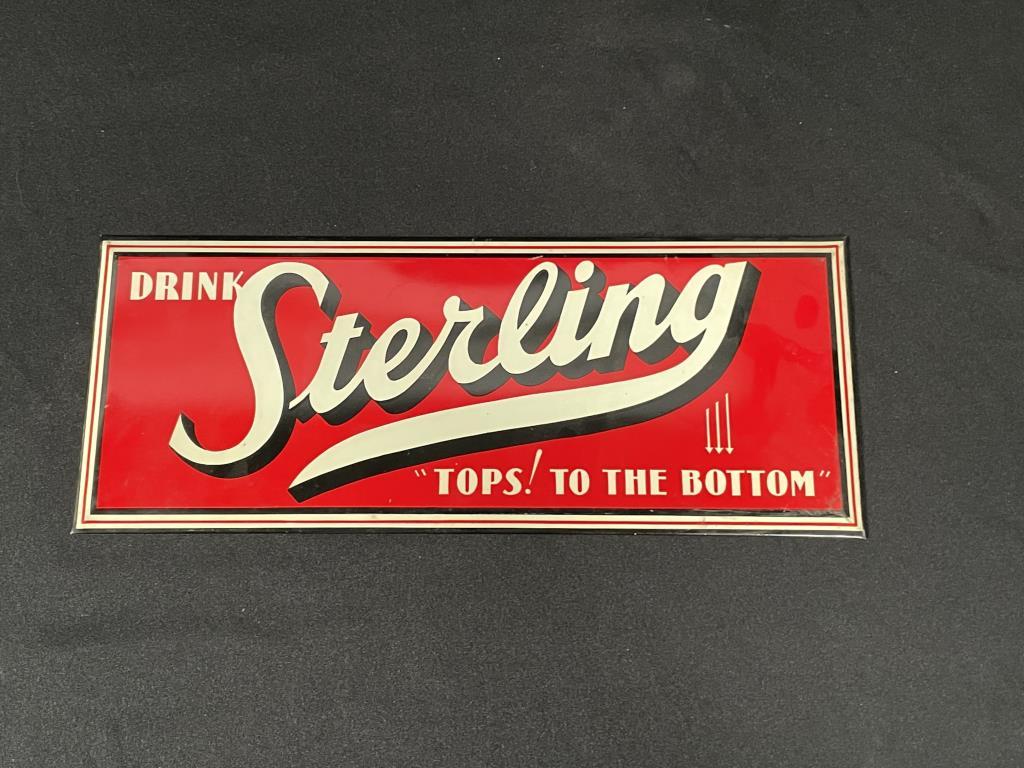 DRINK
Sterling
"TOPS! TO THE BOTTOM"